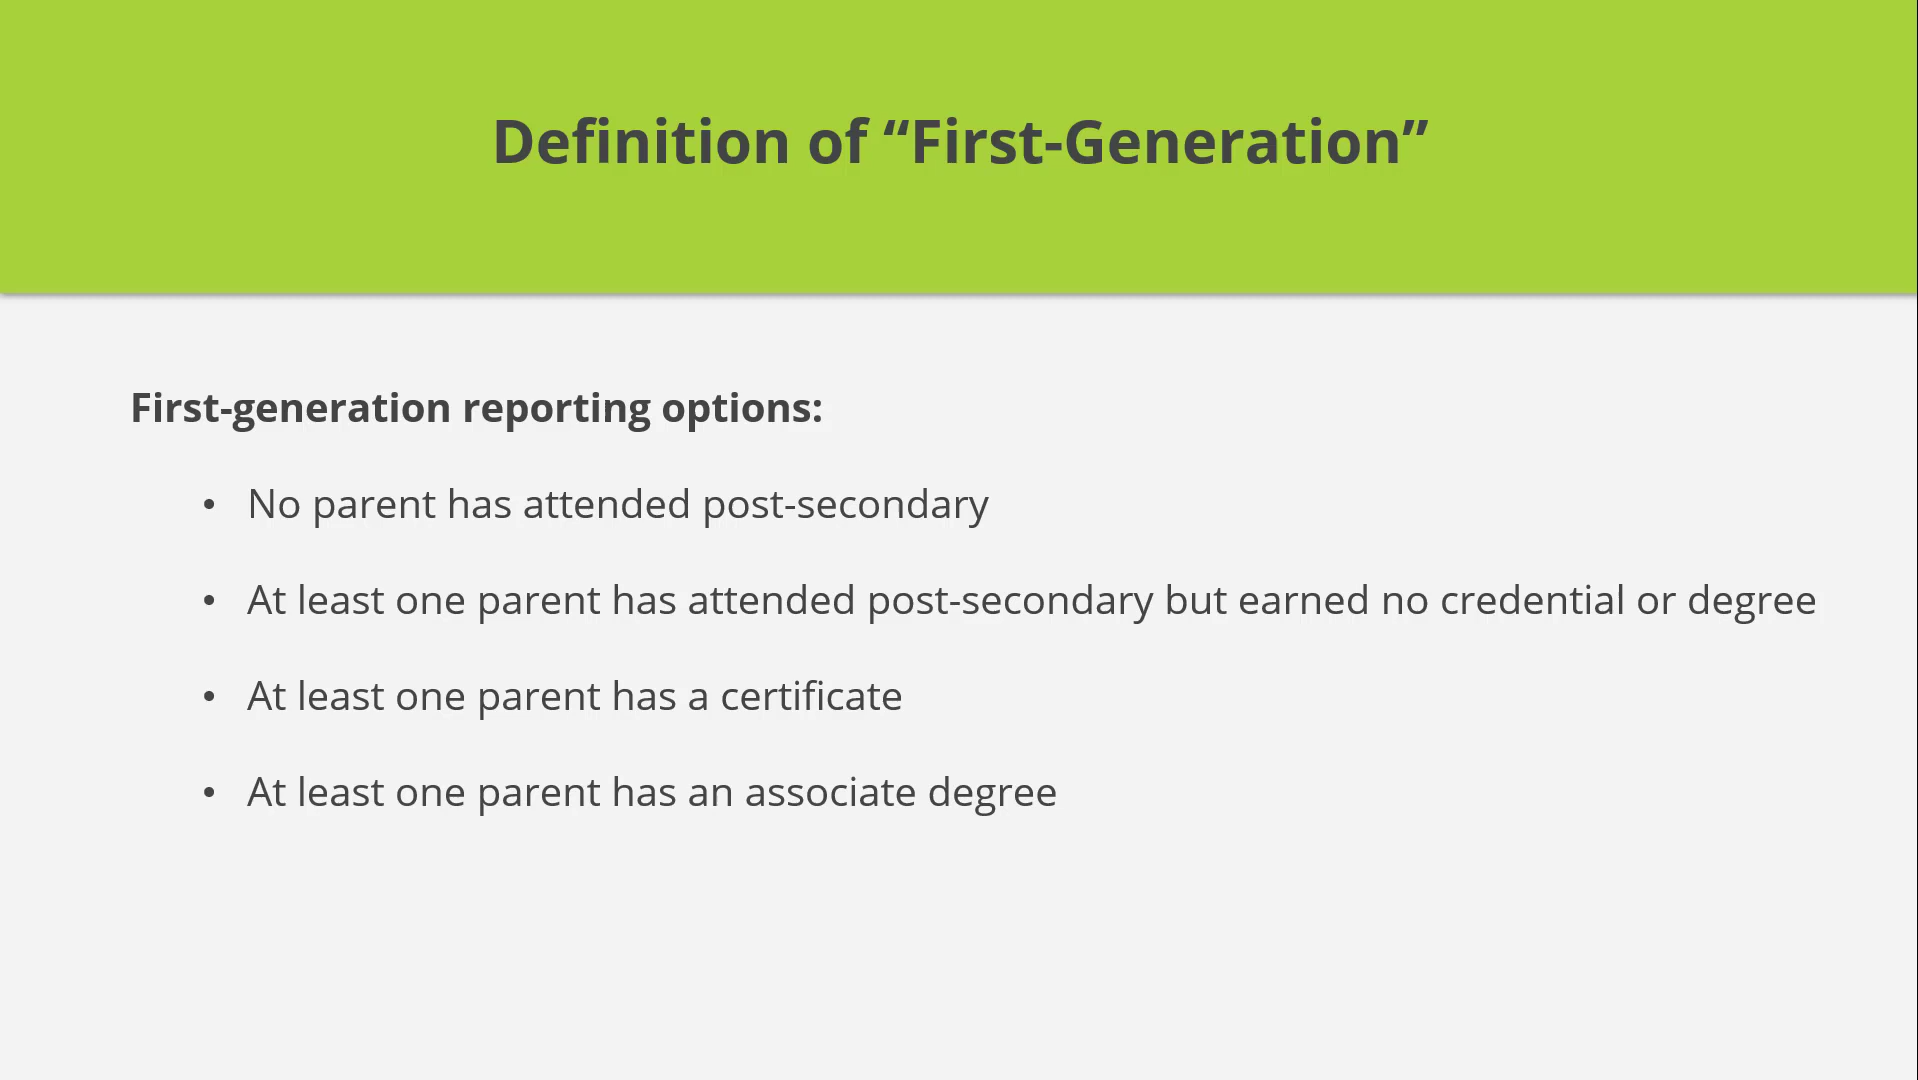 Definition of “First-Generation”
First-generation reporting options:
• No parent has attended post-secondary
• At least one parent has attended post-secondary but earned no credential or degree
• At least one parent has a certificate
• At least one parent has an associate degree